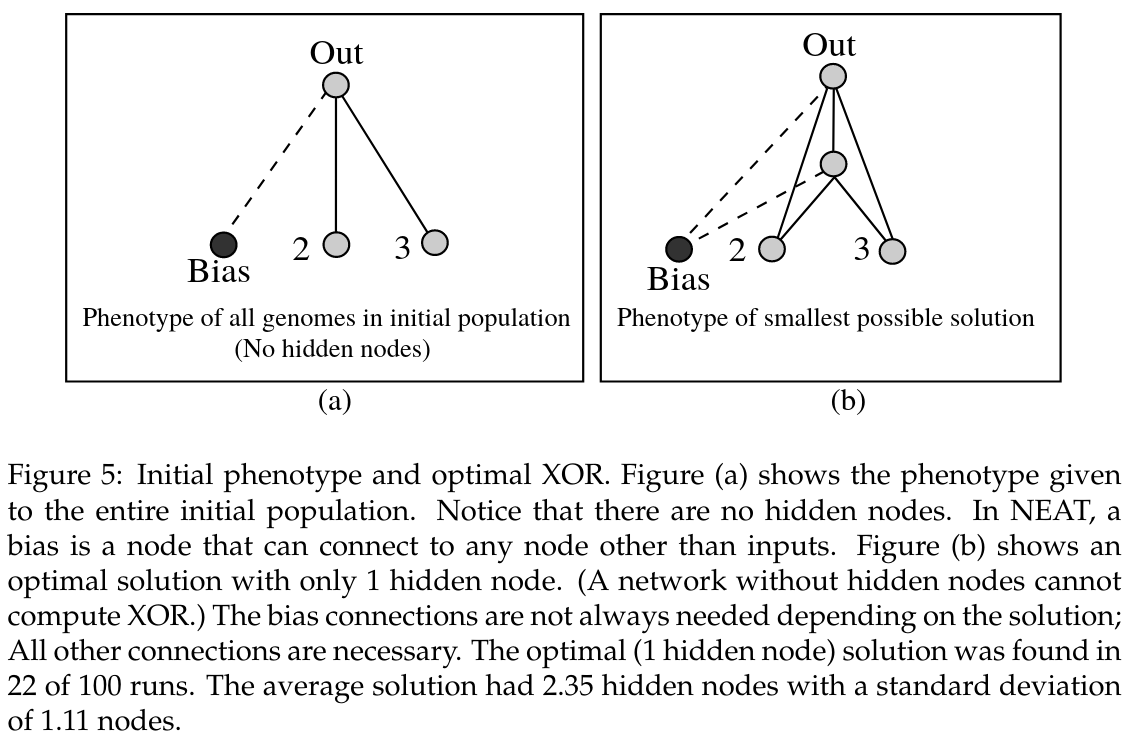 Out
2
3
Bias
Phenotype of all genomes in initial population
(No hidden nodes)
(a)
Out
2
3
Bias
Phenotype of smallest possible solution
(b)
Figure 5: Initial phenotype and optimal XOR. Figure (a) shows the phenotype given
to the entire initial population. Notice that there are no hidden nodes. In NEAT, a
bias is a node that can connect to any node other than inputs. Figure (b) shows an
optimal solution with only 1 hidden node. (A network without hidden nodes cannot
compute XOR.) The bias connections are not always needed depending on the solution;
All other connections are necessary. The optimal (1 hidden node) solution was found in
22 of 100 runs. The average solution had 2.35 hidden nodes with a standard deviation
of 1.11 nodes.